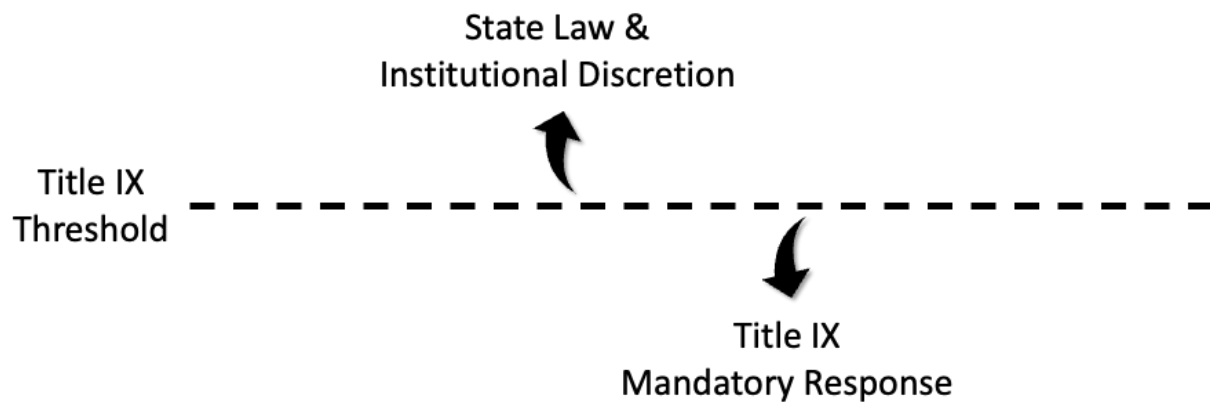 State Law &
Institutional Discretion
Title IX
Threshold
Title IX
Mandatory Response